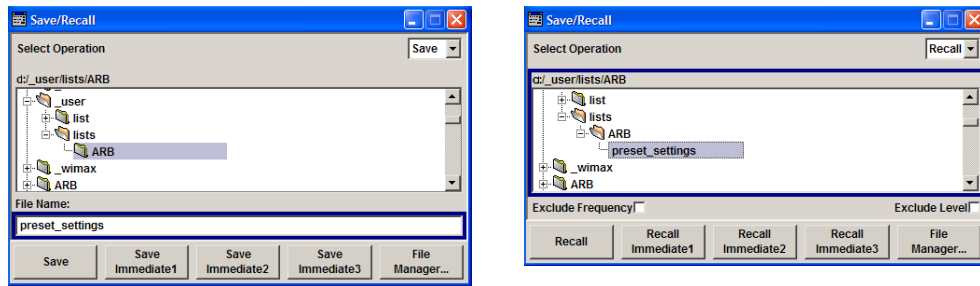 Save/Recall
Select Operation
Save
d:/_user/lists/ARB
_user
list
lists
ARB
_wimax
ARB
File Name:
preset_settings
Save
Save Immediate1
Save Immediate2
Save Immediate3
File Manager...
Save/Recall
Select Operation
Recall
d:/_user/lists/ARB
list
lists
ARB
preset_settings
_wimax
ARB
Exclude Frequency
Exclude Level
Recall
Recall Immediate1
Recall Immediate2
Recall Immediate3
File Manager...